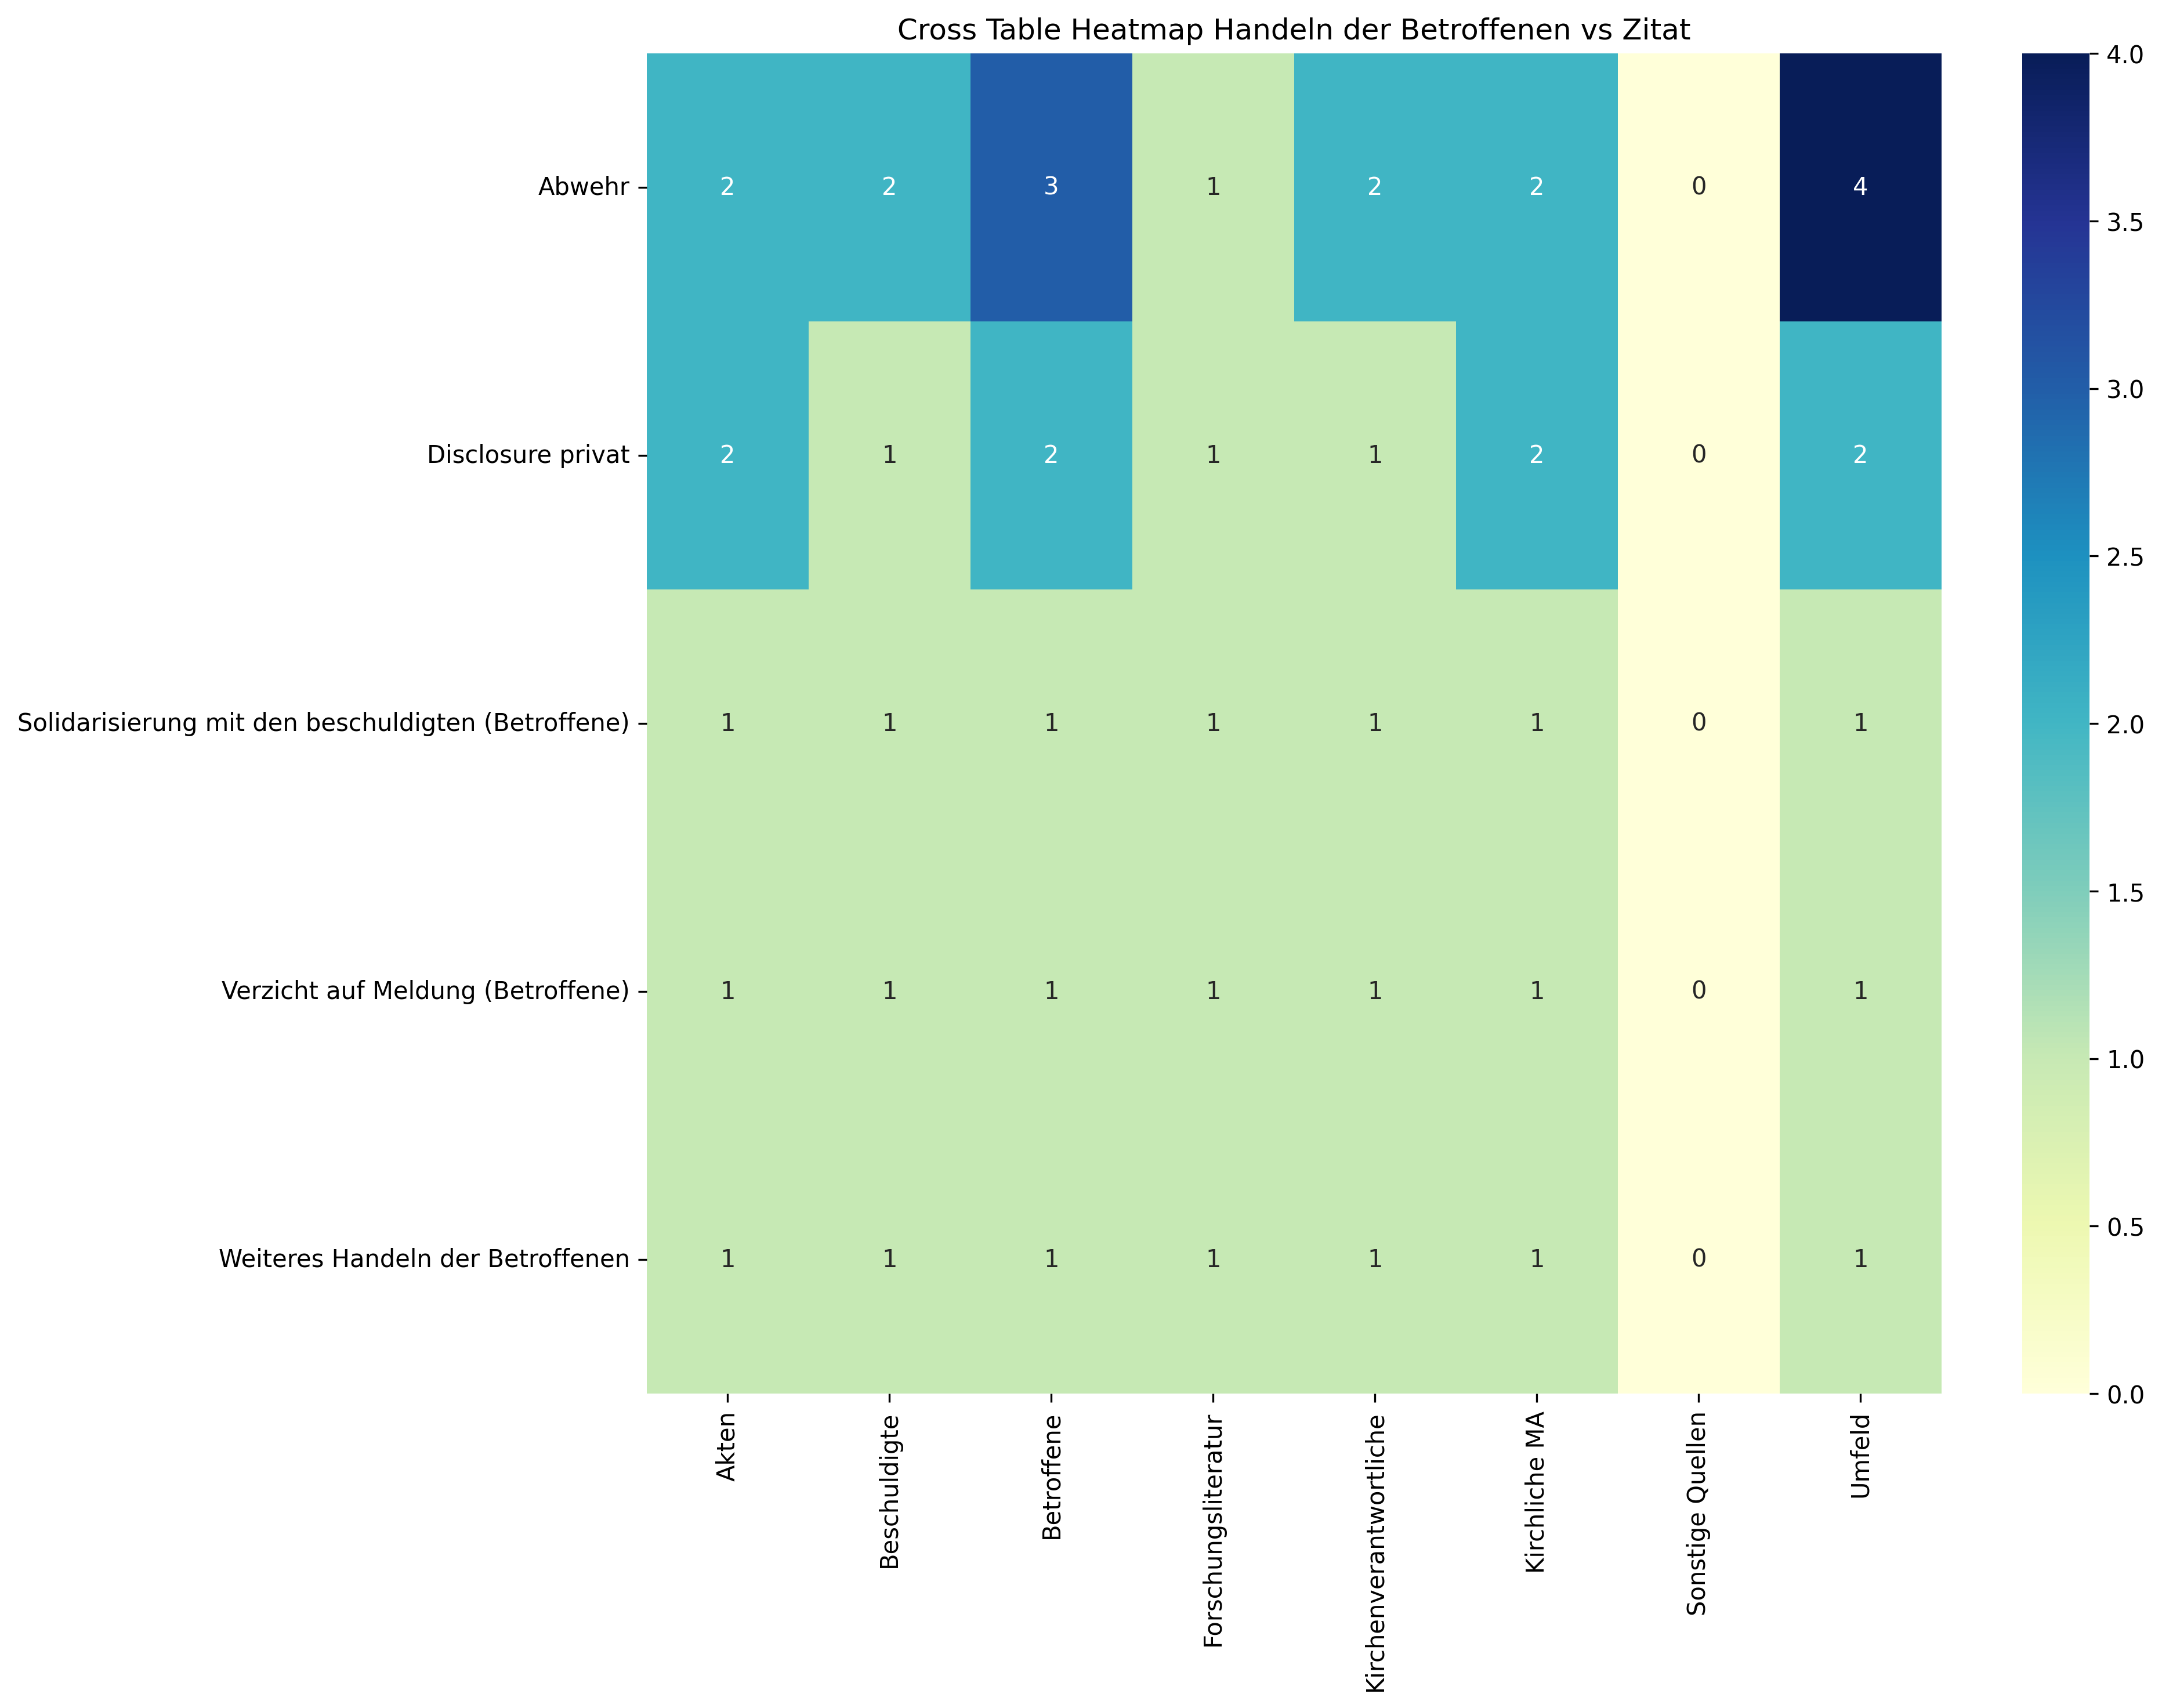 Cross Table Heatmap Handeln der Betroffenen vs Zitat
Abwehr 2 2 3 1 2 2 0 4
Disclosure privat 2 1 2 1 1 2 0 2
Solidarisierung mit den beschuldigten (Betroffene) 1 1 1 1 1 1 0 1
Verzicht auf Meldung (Betroffene) 1 1 1 1 1 1 0 1
Weiteres Handeln der Betroffenen 1 1 1 1 1 1 0 1
Akten
Beschuldigte
Betroffene
Forschungsliteratur
Kirchenverantwortliche
Kirchliche MA
Sonstige Quellen
Umfeld
4.0
3.5
3.0
2.5
2.0
1.5
1.0
0.5
0.0